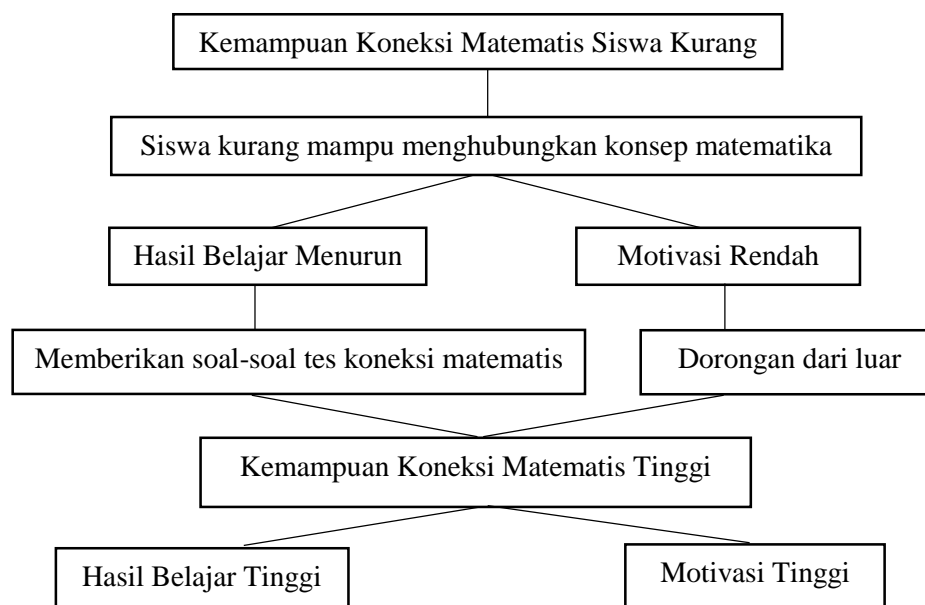 Kemampuan Koneksi Matematis Siswa Kurang
Siswa kurang mampu menghubungkan konsep matematika
Hasil Belajar Menurun
Motivasi Rendah
Memberikan soal-soal tes koneksi matematis
Dorongan dari luar
Kemampuan Koneksi Matematis Tinggi
Hasil Belajar Tinggi
Motivasi Tinggi